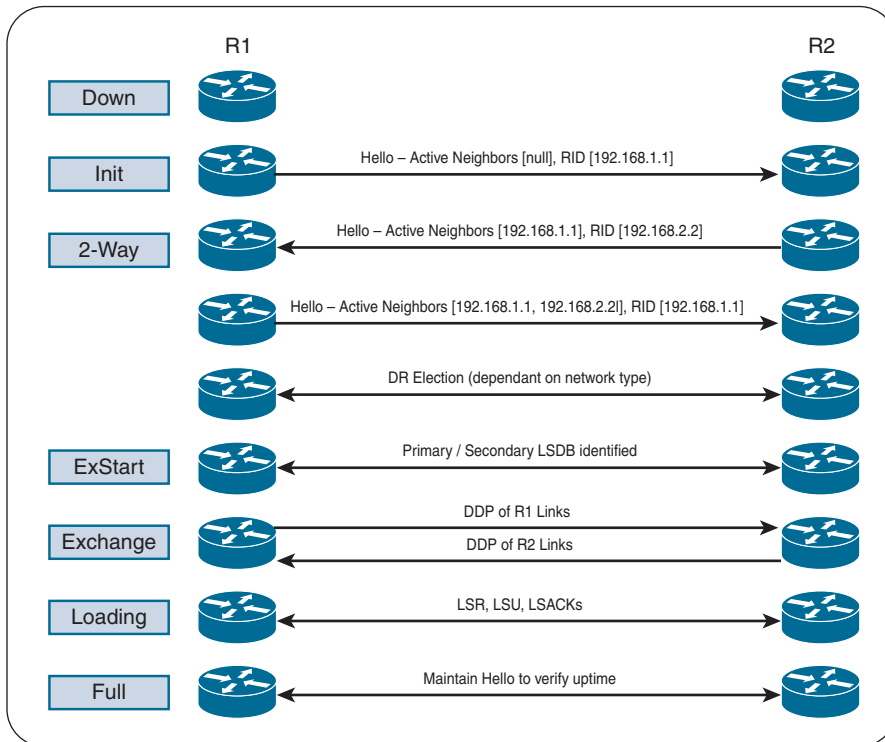 R1
R2
Down
Init
Hello – Active Neighbors [null], RID [192.168.1.1]
2-Way
Hello – Active Neighbors [192.168.1.1], RID [192.168.2.2]
Hello – Active Neighbors [192.168.1.1, 192.168.2.2l], RID [192.168.1.1]
DR Election (dependant on network type)
ExStart
Primary / Secondary LSDB identified
Exchange
DDP of R1 Links
DDP of R2 Links
Loading
LSR, LSU, LSACKs
Full
Maintain Hello to verify uptime